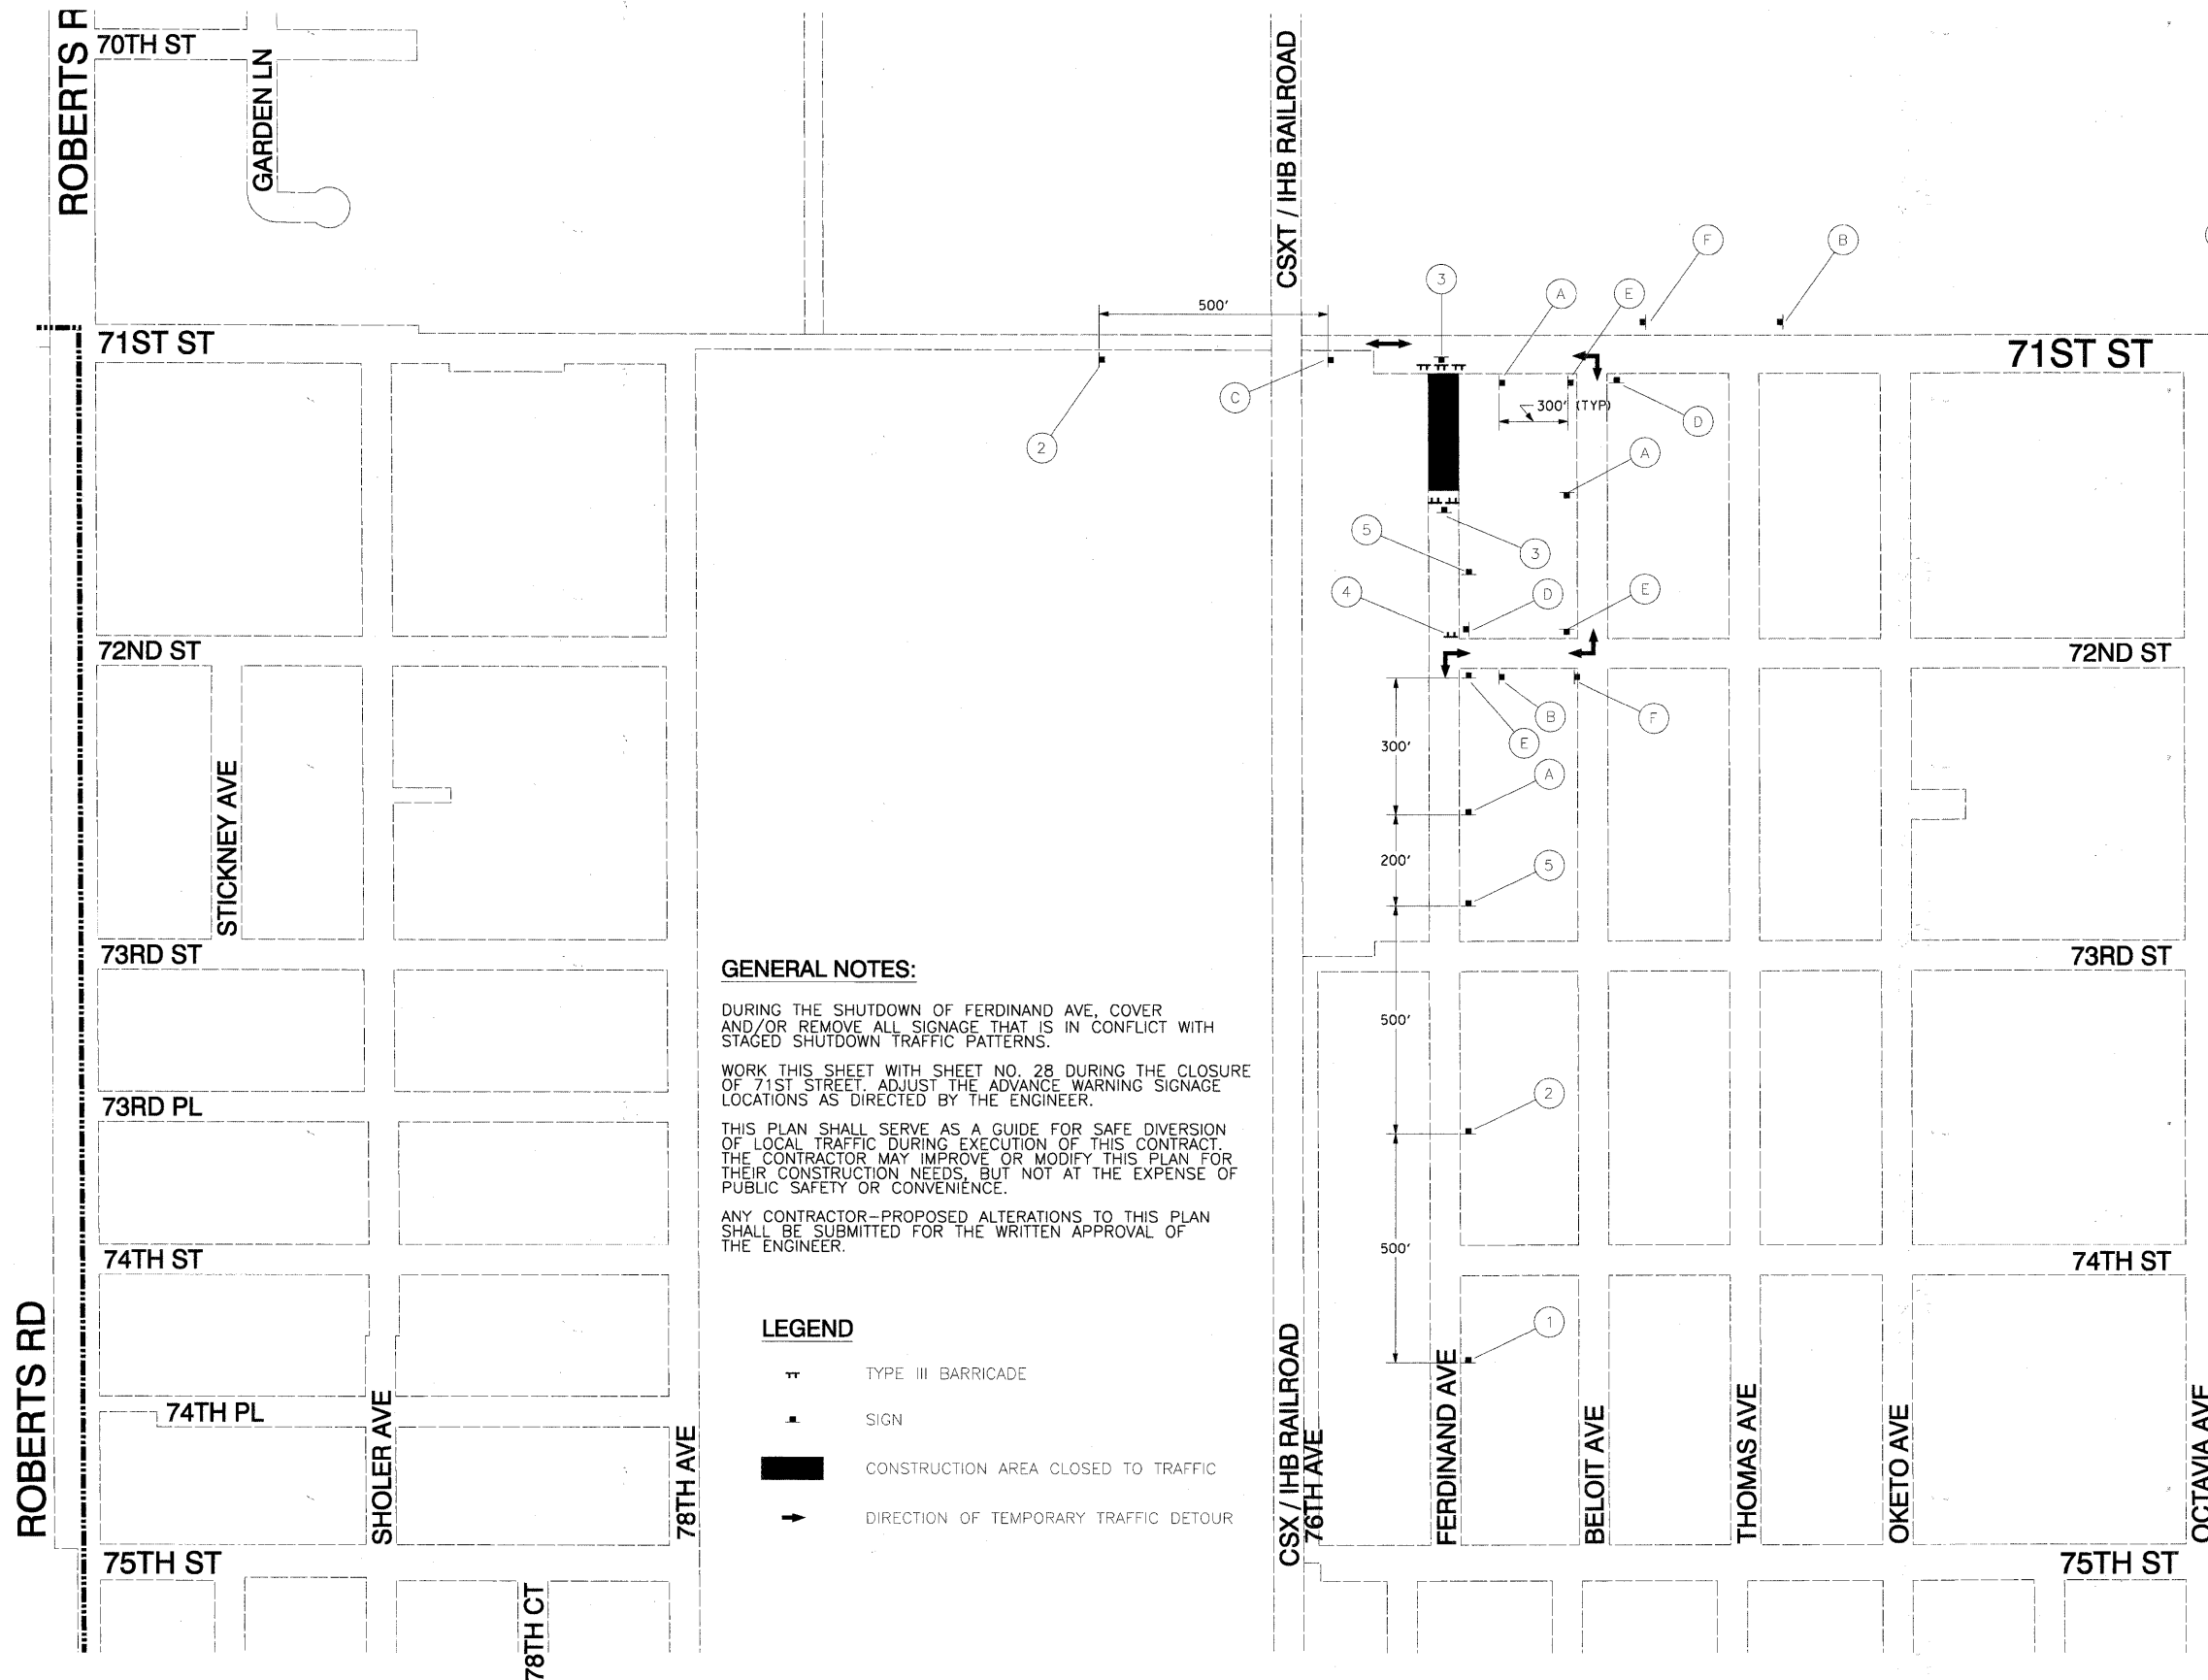 ROBERTS R
70TH ST
GARDEN LN
CSXT / IHB RAILROAD
F
B
3
A
E
500'
71ST ST
71ST ST
C
300' (TYP)
D
2
A
5
3
4
D
E
72ND ST
72ND ST
B
F
E
300'
A
STICKNEY AVE
200'
5
73RD ST
73RD ST
GENERAL NOTES:
DURING THE SHUTDOWN OF FERDINAND AVE, COVER
AND/OR REMOVE ALL SIGNAGE THAT IS IN CONFLICT WITH
STAGED SHUTDOWN TRAFFIC PATTERNS.
WORK THIS SHEET WITH SHEET NO. 28 DURING THE CLOSURE
OF 71ST STREET. ADJUST THE ADVANCE WARNING SIGNAGE
LOCATIONS AS DIRECTED BY THE ENGINEER.
THIS PLAN SHALL SERVE AS A GUIDE FOR SAFE DIVERSION
OF LOCAL TRAFFIC DURING EXECUTION OF THIS CONTRACT.
THE CONTRACTOR MAY IMPROVE OR MODIFY THIS PLAN FOR
THEIR CONSTRUCTION NEEDS, BUT NOT AT THE EXPENSE OF
PUBLIC SAFETY OR CONVENIENCE.
ANY CONTRACTOR-PROPOSED ALTERATIONS TO THIS PLAN
SHALL BE SUBMITTED FOR THE WRITTEN APPROVAL OF
THE ENGINEER.
500'
73RD PL
2
74TH ST
500'
74TH ST
1
LEGEND
TYPE III BARRICADE
SIGN
CONSTRUCTION AREA CLOSED TO TRAFFIC
DIRECTION OF TEMPORARY TRAFFIC DETOUR
ROBERTS RD
74TH PL
SHOLER AVE
78TH AVE
CSX / IHB RAILROAD
76TH AVE
FERDINAND AVE
BELOIT AVE
THOMAS AVE
OKETO AVE
OCTAVIA AVE
75TH ST
75TH ST
78TH CT